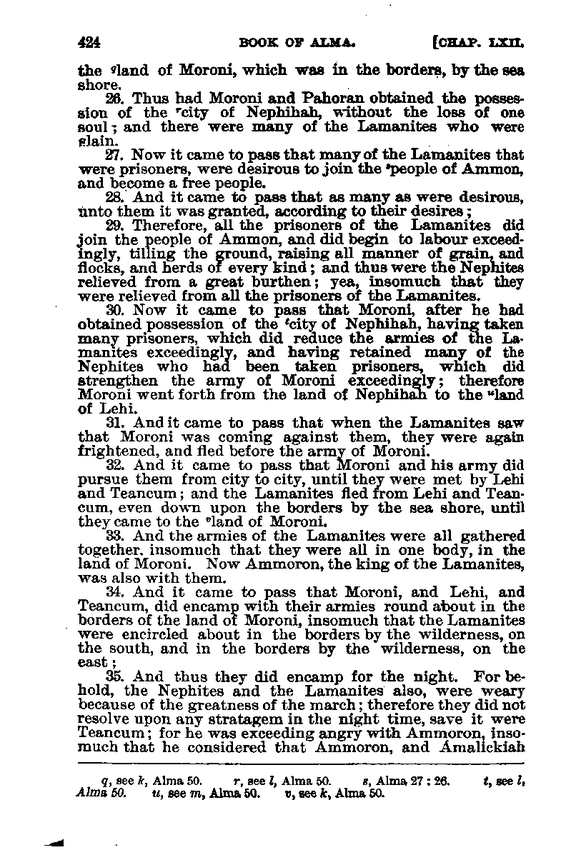 424 BOOK OF ALMA. [CHAP. LXII.
the qland of Moroni, which was in the borders, by the sea
shore.
26. Thus had Moroni and Pahoran obtained the posses-
sion of the rcity of Nephihah, without the loss of one
soul; and there were many of the Lamanites who were
slain.
27. Now it came to pass that many of the Lamanites that
were prisoners, were desirous to join the speople of Ammon,
and become a free people.
28. And it came to pass that as many as were desirous,
unto them it was granted, according to their desires;
29. Therefore, all the prisoners of the Lamanites did
join the people of Ammon, and did begin to labour exceed-
ingly, tilling the ground, raising all manner of grain, and
flocks, and herds of every kind; and thus were the Nephites
relieved from a great burthen; yea, insomuch that they
were relieved from all the prisoners of the Lamanites.
30. Now it came to pass that Moroni, after he had
obtained possession of the tcity of Nephihah, having taken
many prisoners, which did reduce the armies of the La-
manites exceedingly, and having retained many of the
Nephites who had been taken prisoners, which did
strengthen the army of Moroni exceedingly; therefore
Moroni went forth from the land of Nephihah to the uland
of Lehi.
31. And it came to pass that when the Lamanites saw
that Moroni was coming against them, they were again
frightened, and fled before the army of Moroni.
32. And it came to pass that Moroni and his army did
pursue them from city to city, until they were met by Lehi
and Teancum; and the Lamanites fled from Lehi and Tean-
cum, even down upon the borders by the sea shore, until
they came to the vland of Moroni.
33. And the armies of the Lamanites were all gathered
together, insomuch that they were all in one body, in the
land of Moroni. Now Ammoron, the king of the Lamanites,
was also with them.
34. And it came to pass that Moroni, and Lehi, and
Teancum, did encamp with their armies round about in the
borders of the land of Moroni, insomuch that the Lamanites
were encircled about in the borders by the wilderness, on
the south, and in the borders by the wilderness, on the
east;
35. And thus they did encamp for the night. For be-
hold, the Nephites and the Lamanites also, were weary
because of the greatness of the march; therefore they did not
resolve upon any stratagem in the night time, save it were
Teancum; for he was exceeding angry with Ammoron, inso-
much that he considered that Ammoron, and Amalickiah
q, see k, Alma 50. r, see l, Alma 50. s, Alma 27 : 26. t, see l,
Alma 50. u, see m, Alma 50. v, see k, Alma 50.